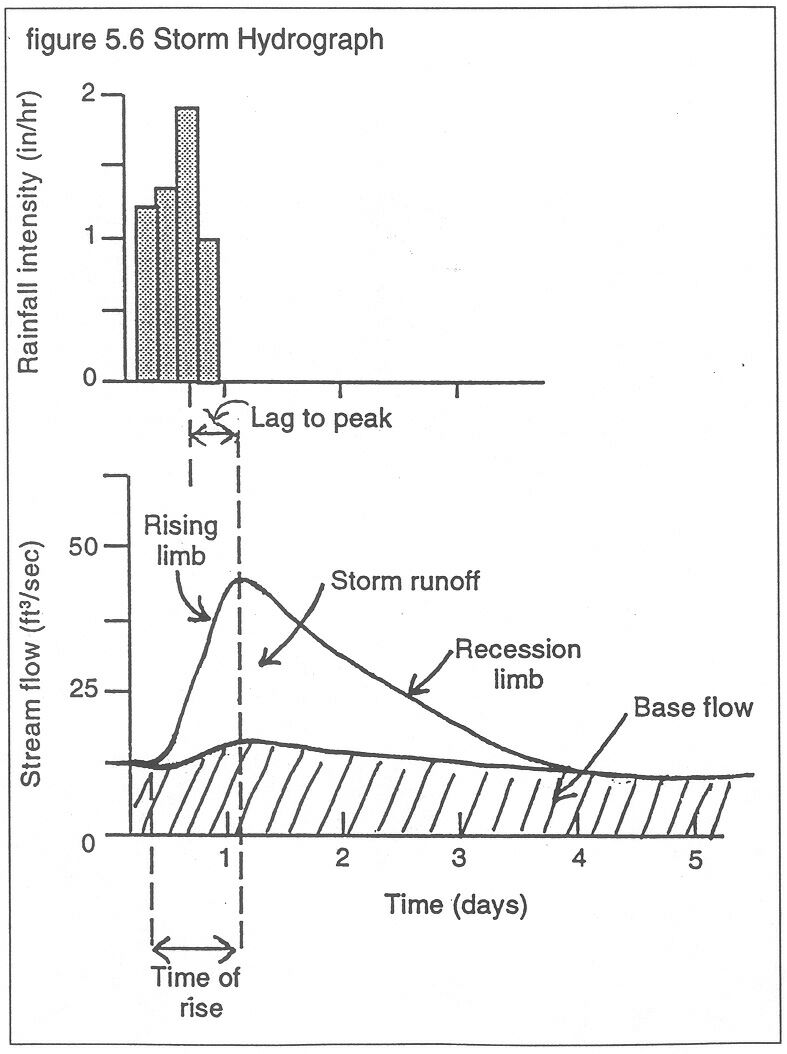 figure 5.6 Storm Hydrograph
Rainfall intensity (in/hr)
2
1
0
Lag to peak
Stream flow (ft³/sec)
50
25
0
Rising
limb
Storm runoff
Recession
limb
Base flow
1 2 3 4 5
Time (days)
Time of
rise